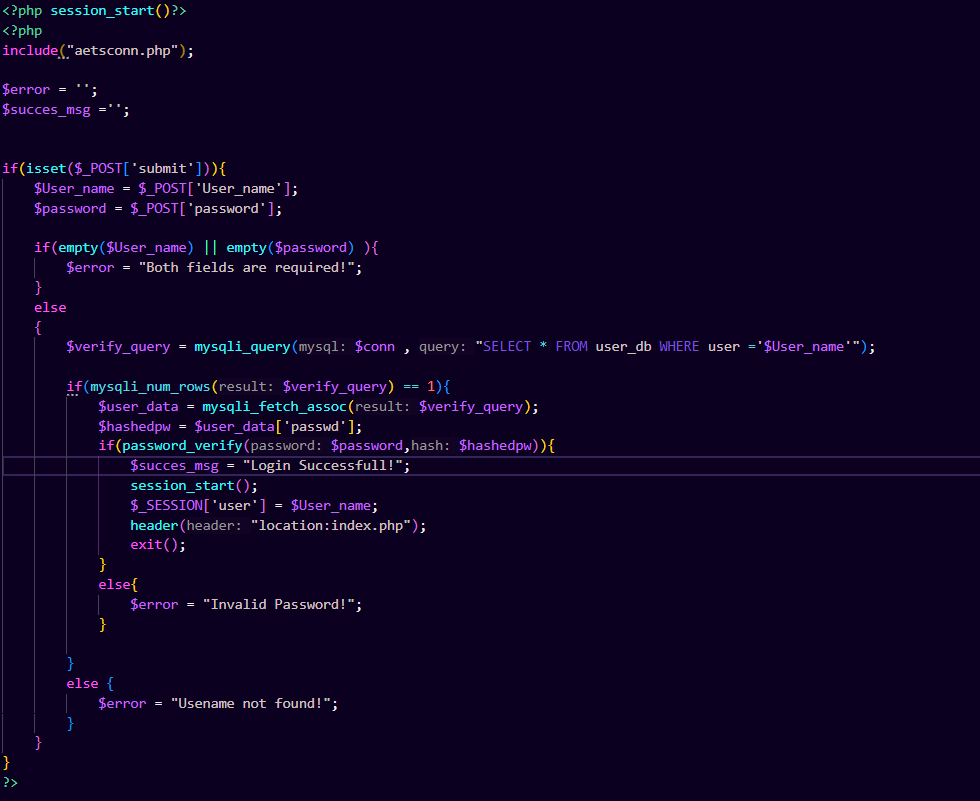 <?php session_start()?>
<?php
include("aetsconn.php");
$error = '';
$succes_msg ='';
if(isset($_POST['submit'])){
$User_name = $_POST['User_name'];
$password = $_POST['password'];
if(empty($User_name) || empty($password) ){
$error = "Both fields are required!";
}
else
{
$verify_query = mysqli_query(mysql: $conn , query: "SELECT * FROM user_db WHERE user ='$User_name'");
if(mysqli_num_rows(result: $verify_query) == 1){
$user_data = mysqli_fetch_assoc(result: $verify_query);
$hashedpw = $user_data['passwd'];
if(password_verify(password: $password,hash: $hashedpw)){
$succes_msg = "Login Successfull!";
session_start();
$_SESSION['user'] = $User_name;
header(header: "location:index.php");
exit();
}
else{
$error = "Invalid Password!";
}
}
else {
$error = "Usename not found!";
}
}
}
?>